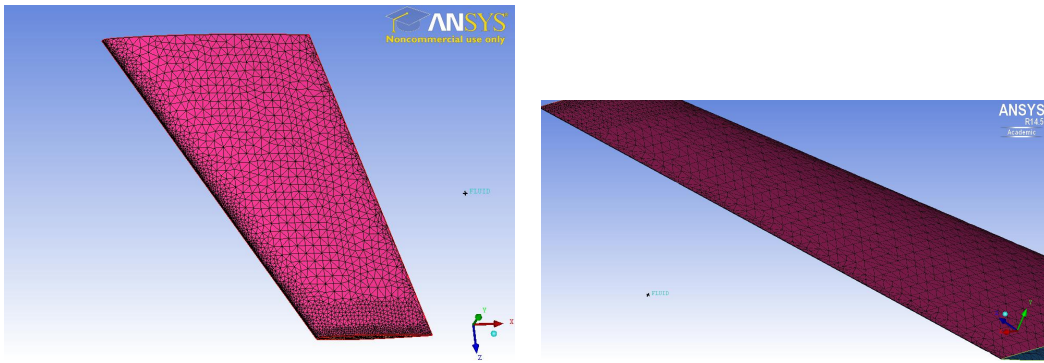 ANSYS
Noncommercial use only
FLUID
Y
X
Z
ANSYS
R14.5
Academic
FLUID
Y